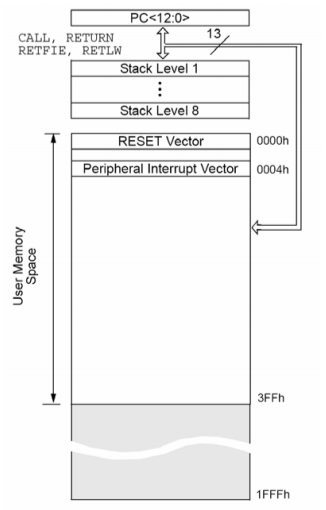 PC<12:0>
CALL, RETURN
RETFIE, RETLW
13
Stack Level 1
Stack Level 8
RESET Vector
0000h
Peripheral Interrupt Vector
0004h
User Memory
Space
3FFh
1FFFh